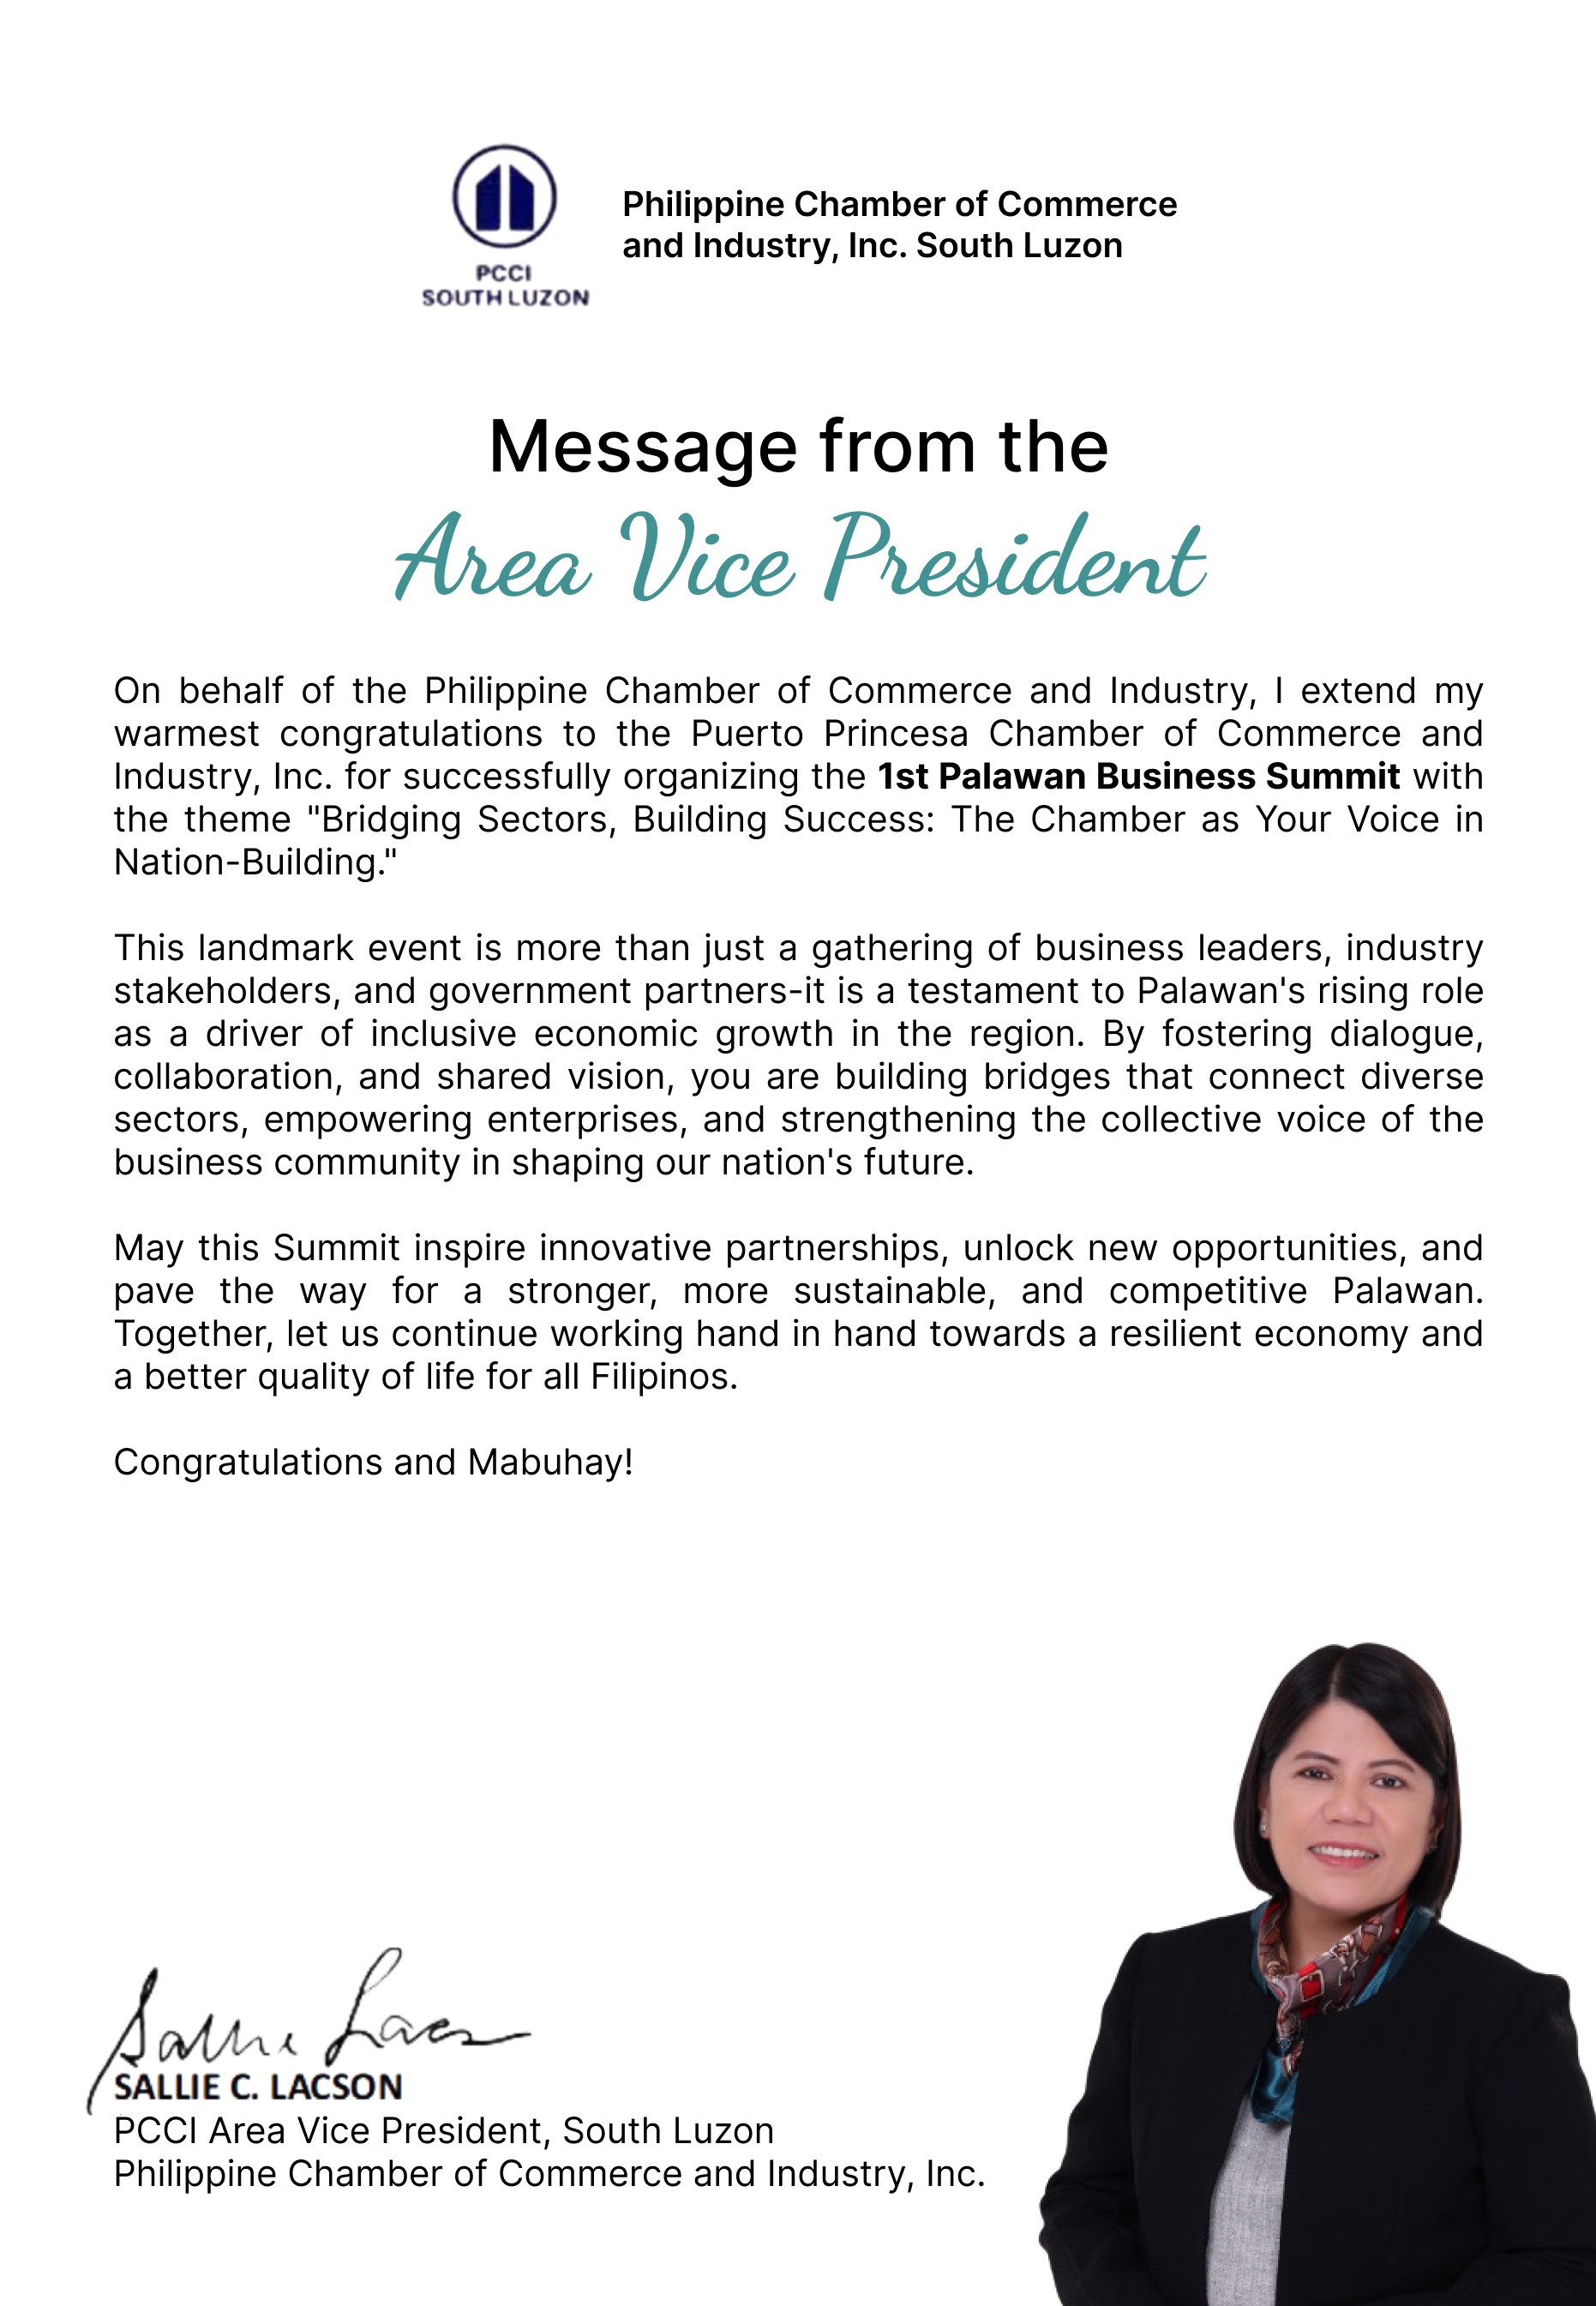 PCCI
SOUTH LUZON
Philippine Chamber of Commerce
and Industry, Inc. South Luzon
Message from the
Area Vice President
On behalf of the Philippine Chamber of Commerce and Industry, I extend my
warmest congratulations to the Puerto Princesa Chamber of Commerce and
Industry, Inc. for successfully organizing the 1st Palawan Business Summit with
the theme "Bridging Sectors, Building Success: The Chamber as Your Voice in
Nation-Building."
This landmark event is more than just a gathering of business leaders, industry
stakeholders, and government partners-it is a testament to Palawan's rising role
as a driver of inclusive economic growth in the region. By fostering dialogue,
collaboration, and shared vision, you are building bridges that connect diverse
sectors, empowering enterprises, and strengthening the collective voice of the
business community in shaping our nation's future.
May this Summit inspire innovative partnerships, unlock new opportunities, and
pave the way for a stronger, more sustainable, and competitive Palawan.
Together, let us continue working hand in hand towards a resilient economy and
a better quality of life for all Filipinos.
Congratulations and Mabuhay!
Sallie Lacson
SALLIE C. LACSON
PCCI Area Vice President, South Luzon
Philippine Chamber of Commerce and Industry, Inc.